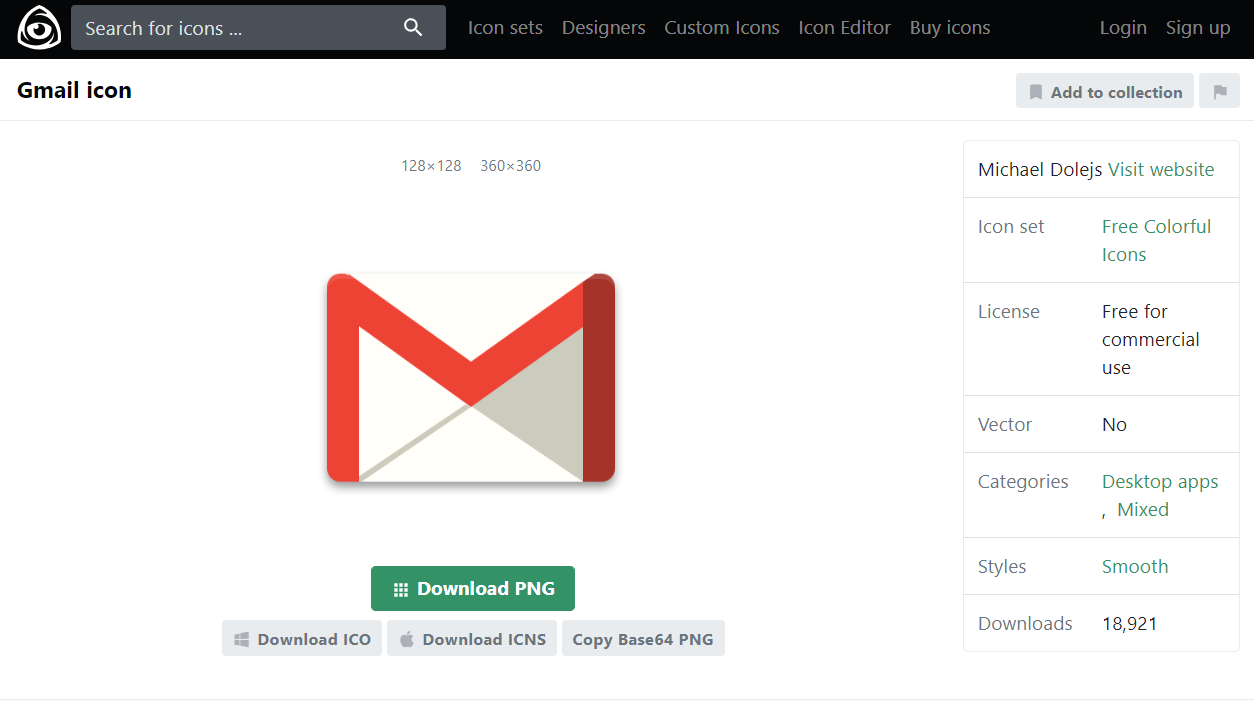 Search for icons ...
Icon sets
Designers
Custom Icons
Icon Editor
Buy icons
Login
Sign up
Gmail icon
Add to collection
128×128
360×360
Download PNG
Download ICO
Download ICNS
Copy Base64 PNG
Michael Dolejs Visit website
Icon set
Free Colorful
Icons
License
Free for
commercial
use
Vector
No
Categories
Desktop apps
, Mixed
Styles
Smooth
Downloads
18,921